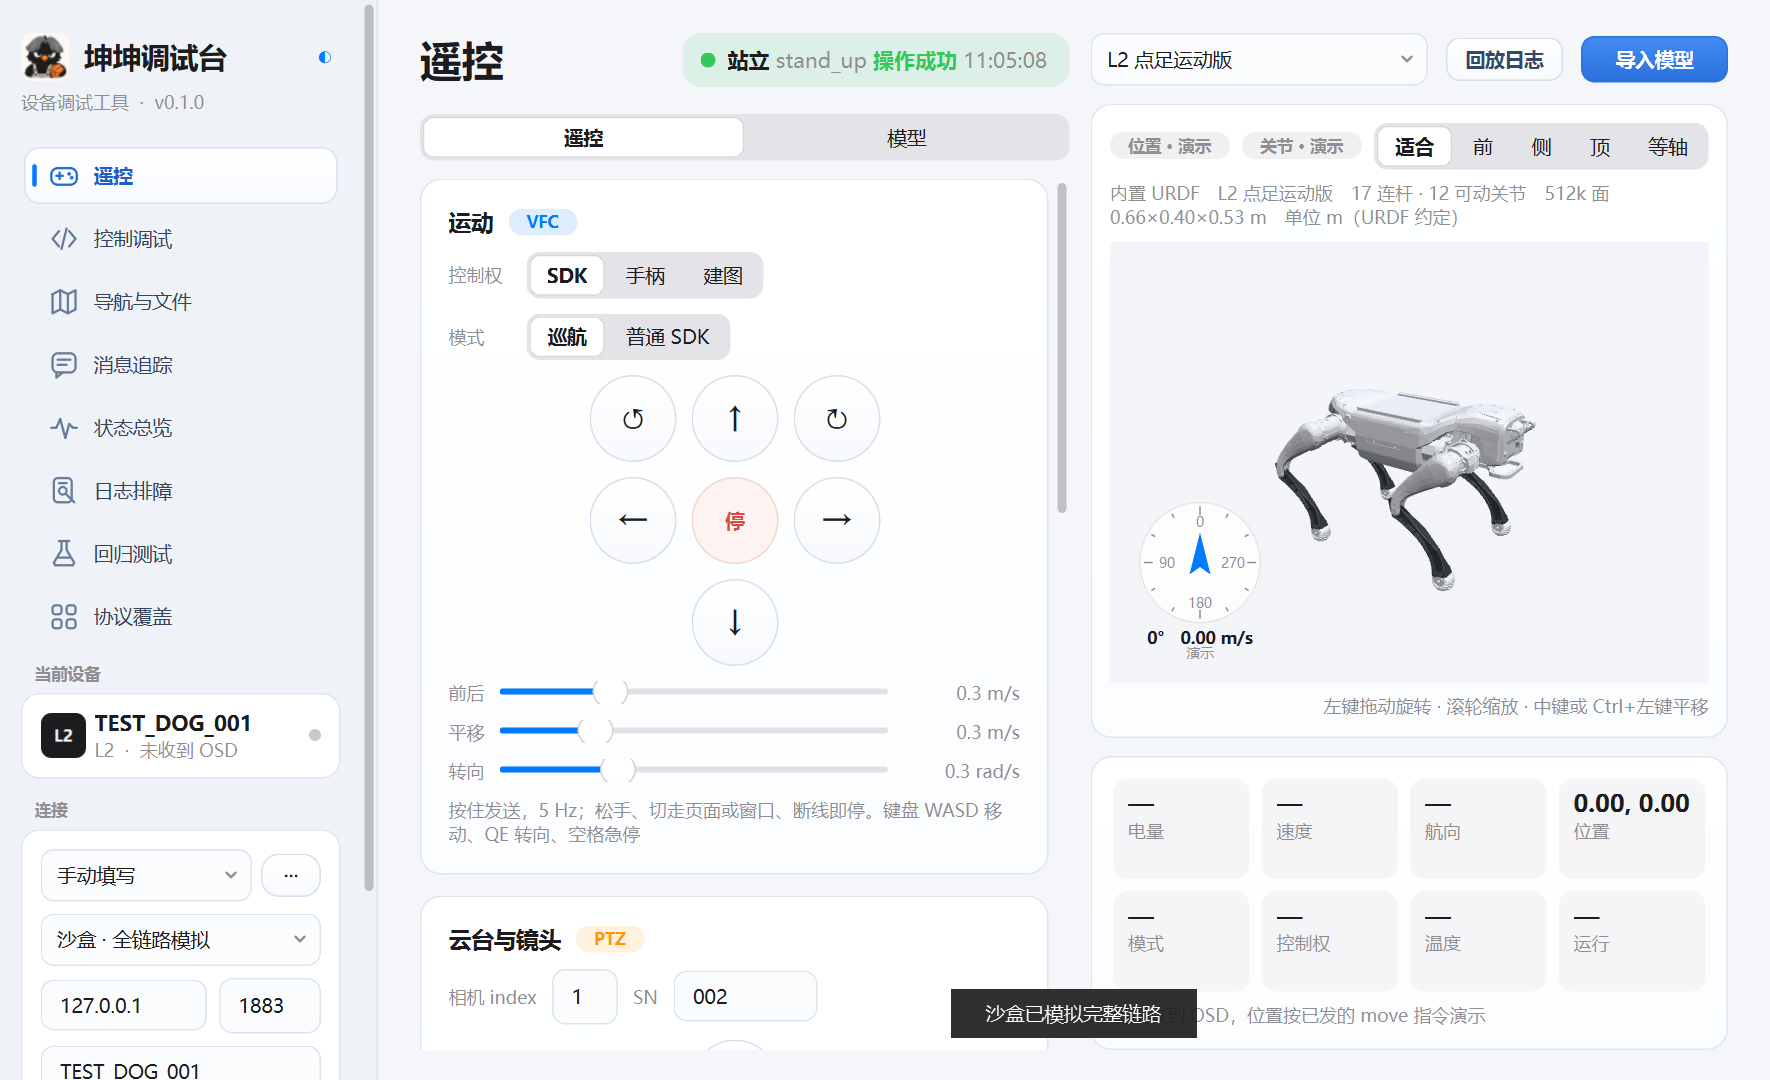 坤坤调试台
设备调试工具 · v0.1.0
遥控
控制调试
导航与文件
消息追踪
状态总览
日志排障
回归测试
协议覆盖
当前设备
L2
TEST_DOG_001
L2 · 未收到 OSD
连接
手动填写
...
沙盒 · 全链路模拟
127.0.0.1
1883
TEST_DOG_001
遥控
站立 stand_up 操作成功 11:05:08
遥控
模型
运动 VFC
控制权 SDK 手柄 建图
模式 巡航 普通 SDK
停
前后 0.3 m/s
平移 0.3 m/s
转向 0.3 rad/s
按住发送，5 Hz；松手、切走页面或窗口、断线即停。键盘 WASD 移
动、QE 转向、空格急停
云台与镜头 PTZ
相机 index 1 SN 002
L2 点足运动版
回放日志
导入模型
位置 • 演示 关节 • 演示 适合 前 侧 顶 等轴
内置 URDF L2 点足运动版 17 连杆 · 12 可动关节 512k 面
0.66×0.40×0.53 m 单位 m（URDF 约定）
0
90 270
180
0° 0.00 m/s
演示
左键拖动旋转 · 滚轮缩放 · 中键或 Ctrl+左键平移
— — — 0.00, 0.00
电量 速度 航向 位置
— — — —
模式 控制权 温度 运行
沙盒已模拟完整链路
OSD，位置按已发的 move 指令演示